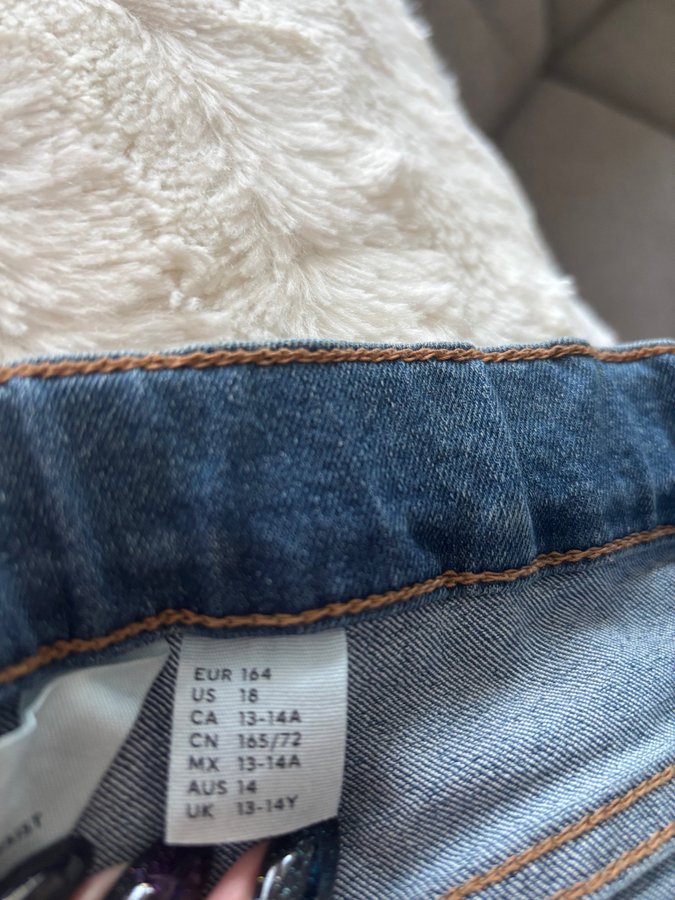 EUR 164
US 18
CA 13-14A
CN 165/72
MX 13-14A
AUS 14
UK 13-14Y